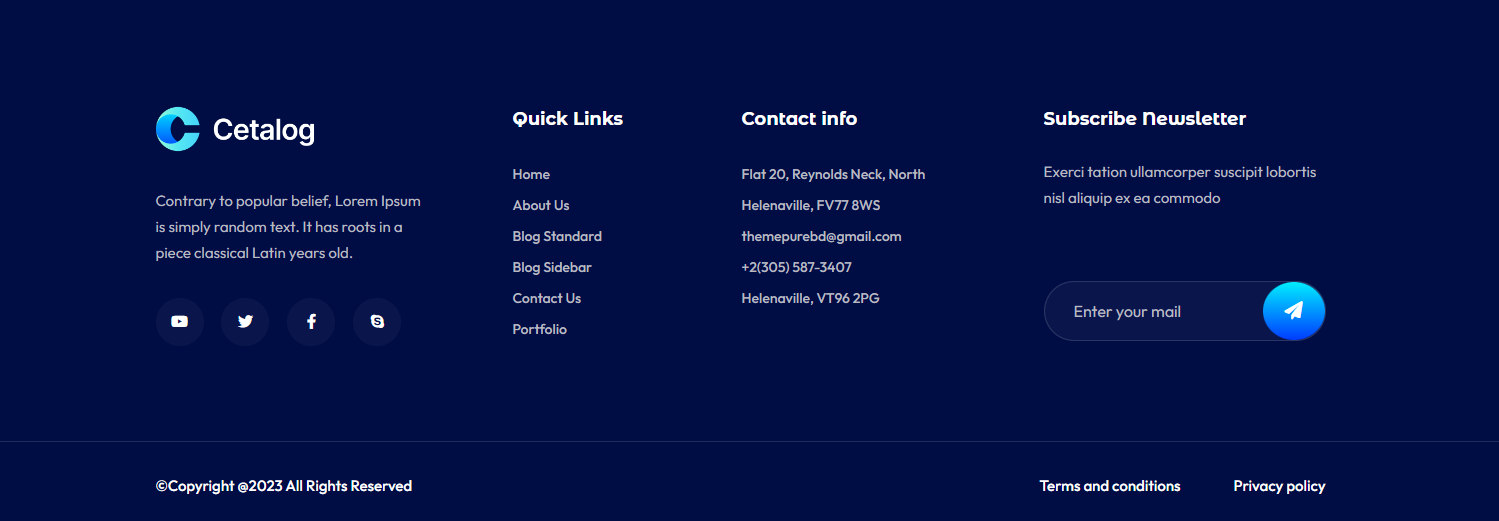 Cetalog
Contrary to popular belief, Lorem Ipsum
is simply random text. It has roots in a
piece classical Latin years old.
Quick Links
Home
About Us
Blog Standard
Blog Sidebar
Contact Us
Portfolio
Contact info
Flat 20, Reynolds Neck, North
Helenaville, FV77 8WS
themepurebd@gmail.com
+2(305) 587-3407
Helenaville, VT96 2PG
Subscribe Newsletter
Exerci tation ullamcorper suscipit lobortis
nisl aliquip ex ea commodo
Enter your mail
©Copyright @2023 All Rights Reserved
Terms and conditions
Privacy policy